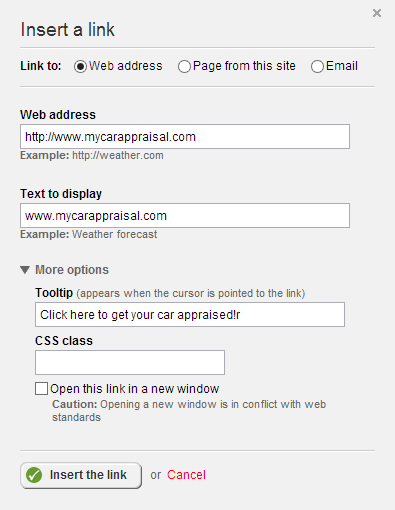 Insert a link
Link to: Web address Page from this site Email
Web address
http://www.mycarappraisal.com
Example: http://weather.com
Text to display
www.mycarappraisal.com
Example: Weather forecast
More options
Tooltip (appears when the cursor is pointed to the link)
Click here to get your car appraised!r
CSS class
Open this link in a new window
Caution: Opening a new window is in conflict with web
standards
Insert the link or Cancel